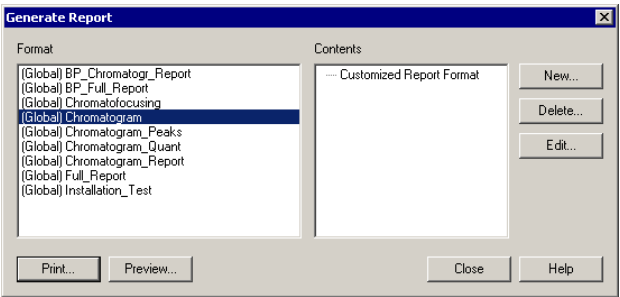 Generate Report
Format
Contents
(Global) BP_Chromatogr_Report
(Global) BP_Full_Report
(Global) Chromatofocusing
(Global) Chromatogram
(Global) Chromatogram_Peaks
(Global) Chromatogram_Quant
(Global) Chromatogram_Report
(Global) Full_Report
(Global) Installation_Test
Customized Report Format
New...
Delete...
Edit...
Print...
Preview...
Close
Help